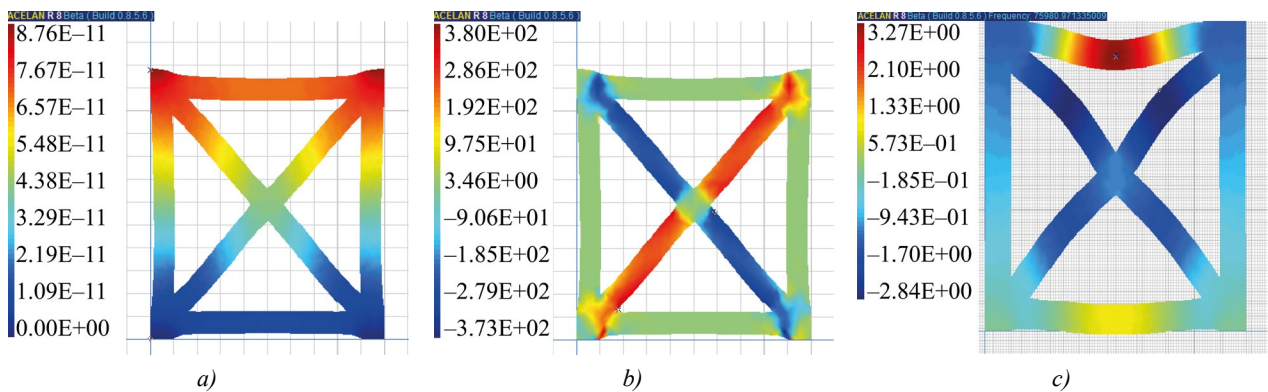 ACELAN R 8 Beta ( Build 0.8.5.6 )
8.76E–11
7.67E–11
6.57E–11
5.48E–11
4.38E–11
3.29E–11
2.19E–11
1.09E–11
0.00E+00
a)
ACELAN R 8 Beta ( Build 0.8.5.6 )
3.80E+02
2.86E+02
1.92E+02
9.75E+01
3.46E+00
–9.06E+01
–1.85E+02
–2.79E+02
–3.73E+02
b)
ACELAN R 8 Beta ( Build 0.8.5.6 ) Frequency: 75980.971335009
3.27E+00
2.10E+00
1.33E+00
5.73E–01
–1.85E–01
–9.43E–01
–1.70E+00
–2.84E+00
c)